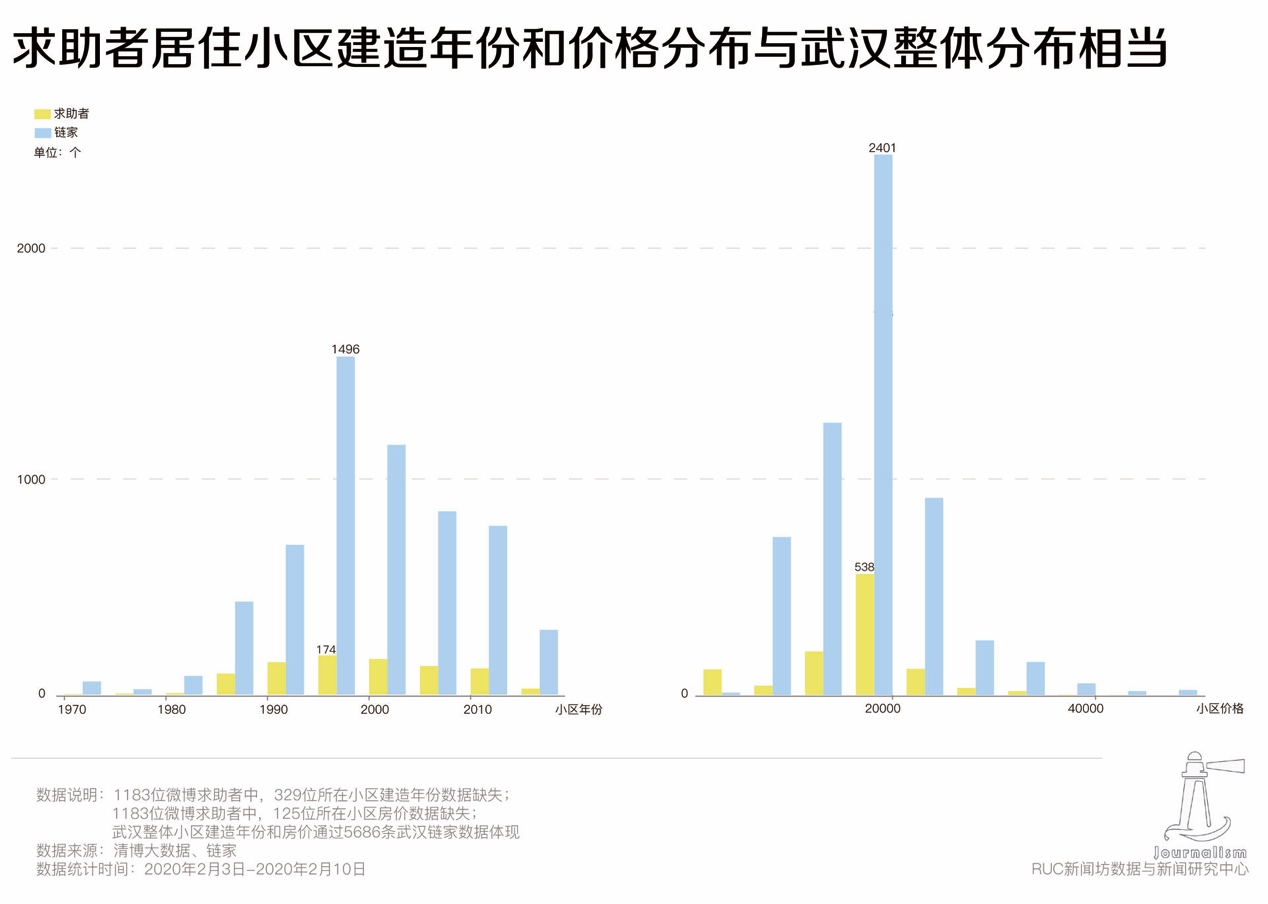 求助者居住小区建造年份和价格分布与武汉整体分布相当
求助者
链家
单位：个
2401
2000
1496
1000
538
174
0
0
1970
1980
1990
2000
2010
小区年份
20000
40000
小区价格
数据说明：1183位微博求助者中，329位所在小区建造年份数据缺失；
1183位微博求助者中，125位所在小区房价数据缺失；
武汉整体小区建造年份和房价通过5686条武汉链家数据体现
数据来源：清博大数据、链家
数据统计时间：2020年2月3日-2020年2月10日
Journalism
RUC新闻坊数据与新闻研究中心